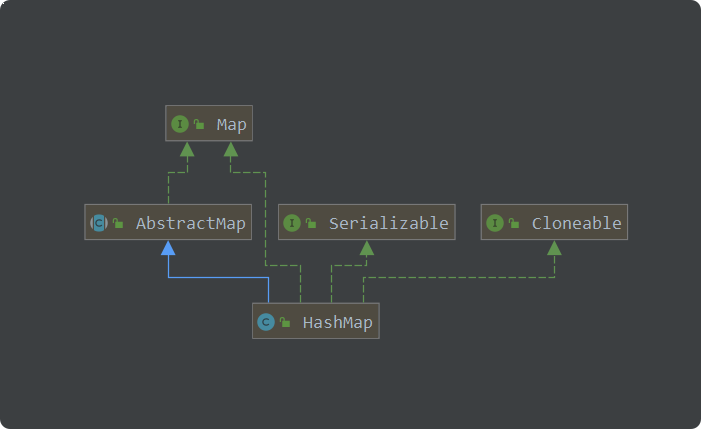 I Map
C AbstractMap
I Serializable
I Cloneable
C HashMap